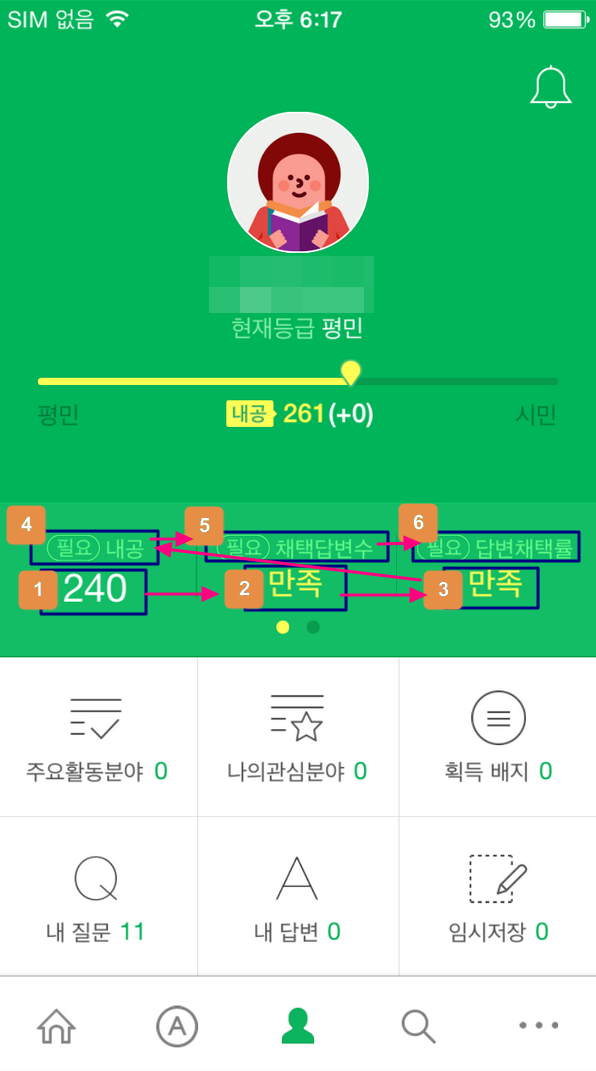 SIM 없음 오후 6:17 93%
현재등급 평민
평민 내공 261 (+0) 시민
4 필요 내공 5 필요 채택답변수 6 필요 답변채택률
1 240 2 만족 3 만족
주요활동분야 0 나의관심분야 0 획득 배지 0
Q A
내 질문 11 내 답변 0 임시저장 0
A